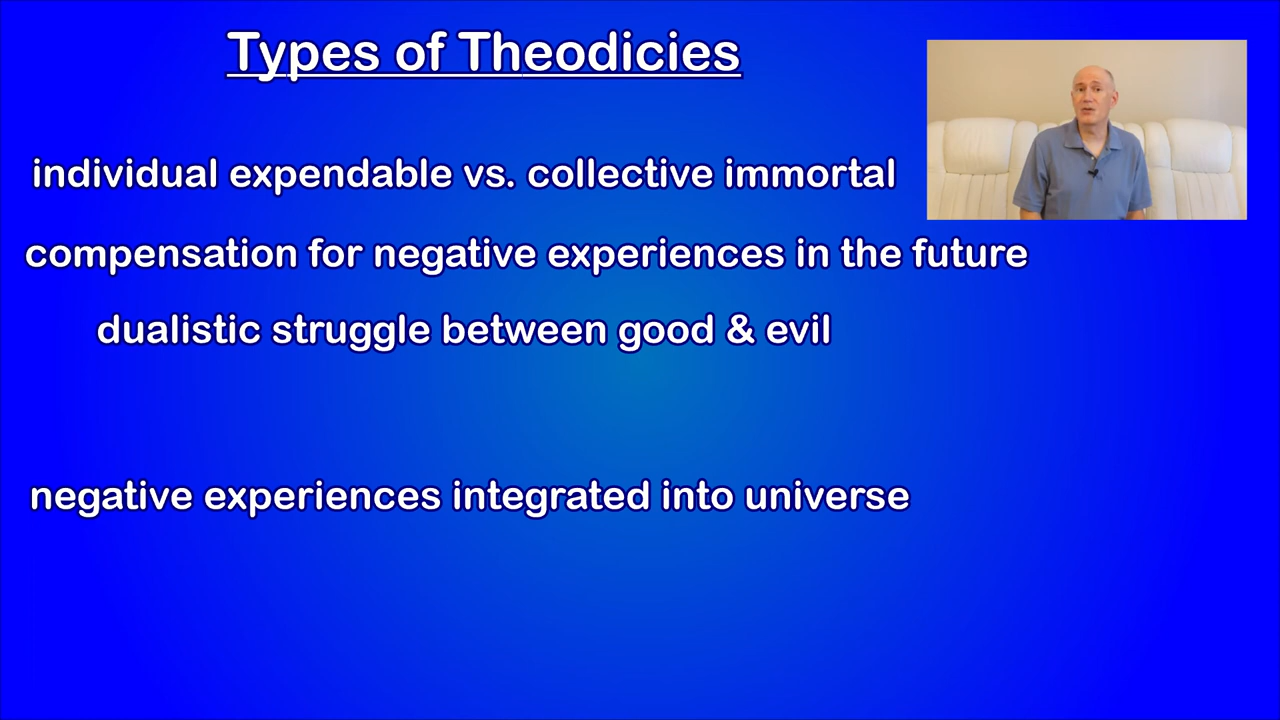 Types of Theodicies
individual expendable vs. collective immortal
compensation for negative experiences in the future
dualistic struggle between good & evil
negative experiences integrated into universe